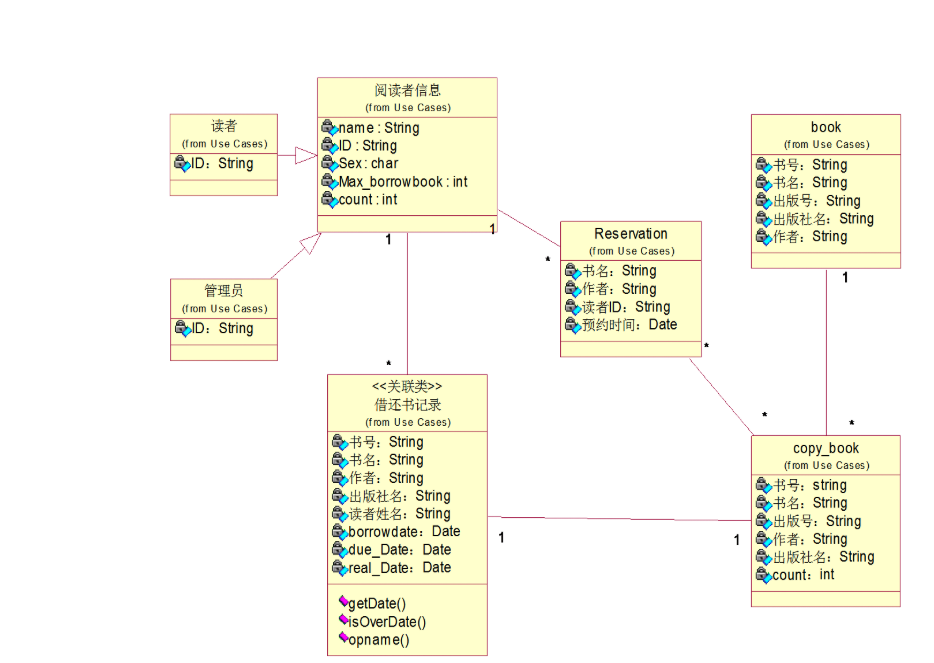 阅读者信息
(from Use Cases)
name : String
ID : String
Sex : char
Max_borrowbook : int
count : int
1
1
读者
(from Use Cases)
ID：String
管理员
(from Use Cases)
ID：String
Reservation
(from Use Cases)
书名：String
作者：String
读者ID：String
预约时间：Date
*
*
book
(from Use Cases)
书号：String
书名：String
出版号：String
出版社名：String
作者：String
1
*
<<关联类>>
借还书记录
(from Use Cases)
书号：String
书名：String
作者：String
出版社名：String
读者姓名：String
borrowdate：Date
due_Date：Date
real_Date：Date
getDate()
isOverDate()
opname()
1
1
*
*
copy_book
(from Use Cases)
书号：string
书名：String
出版号：String
作者：String
出版社名：String
count：int